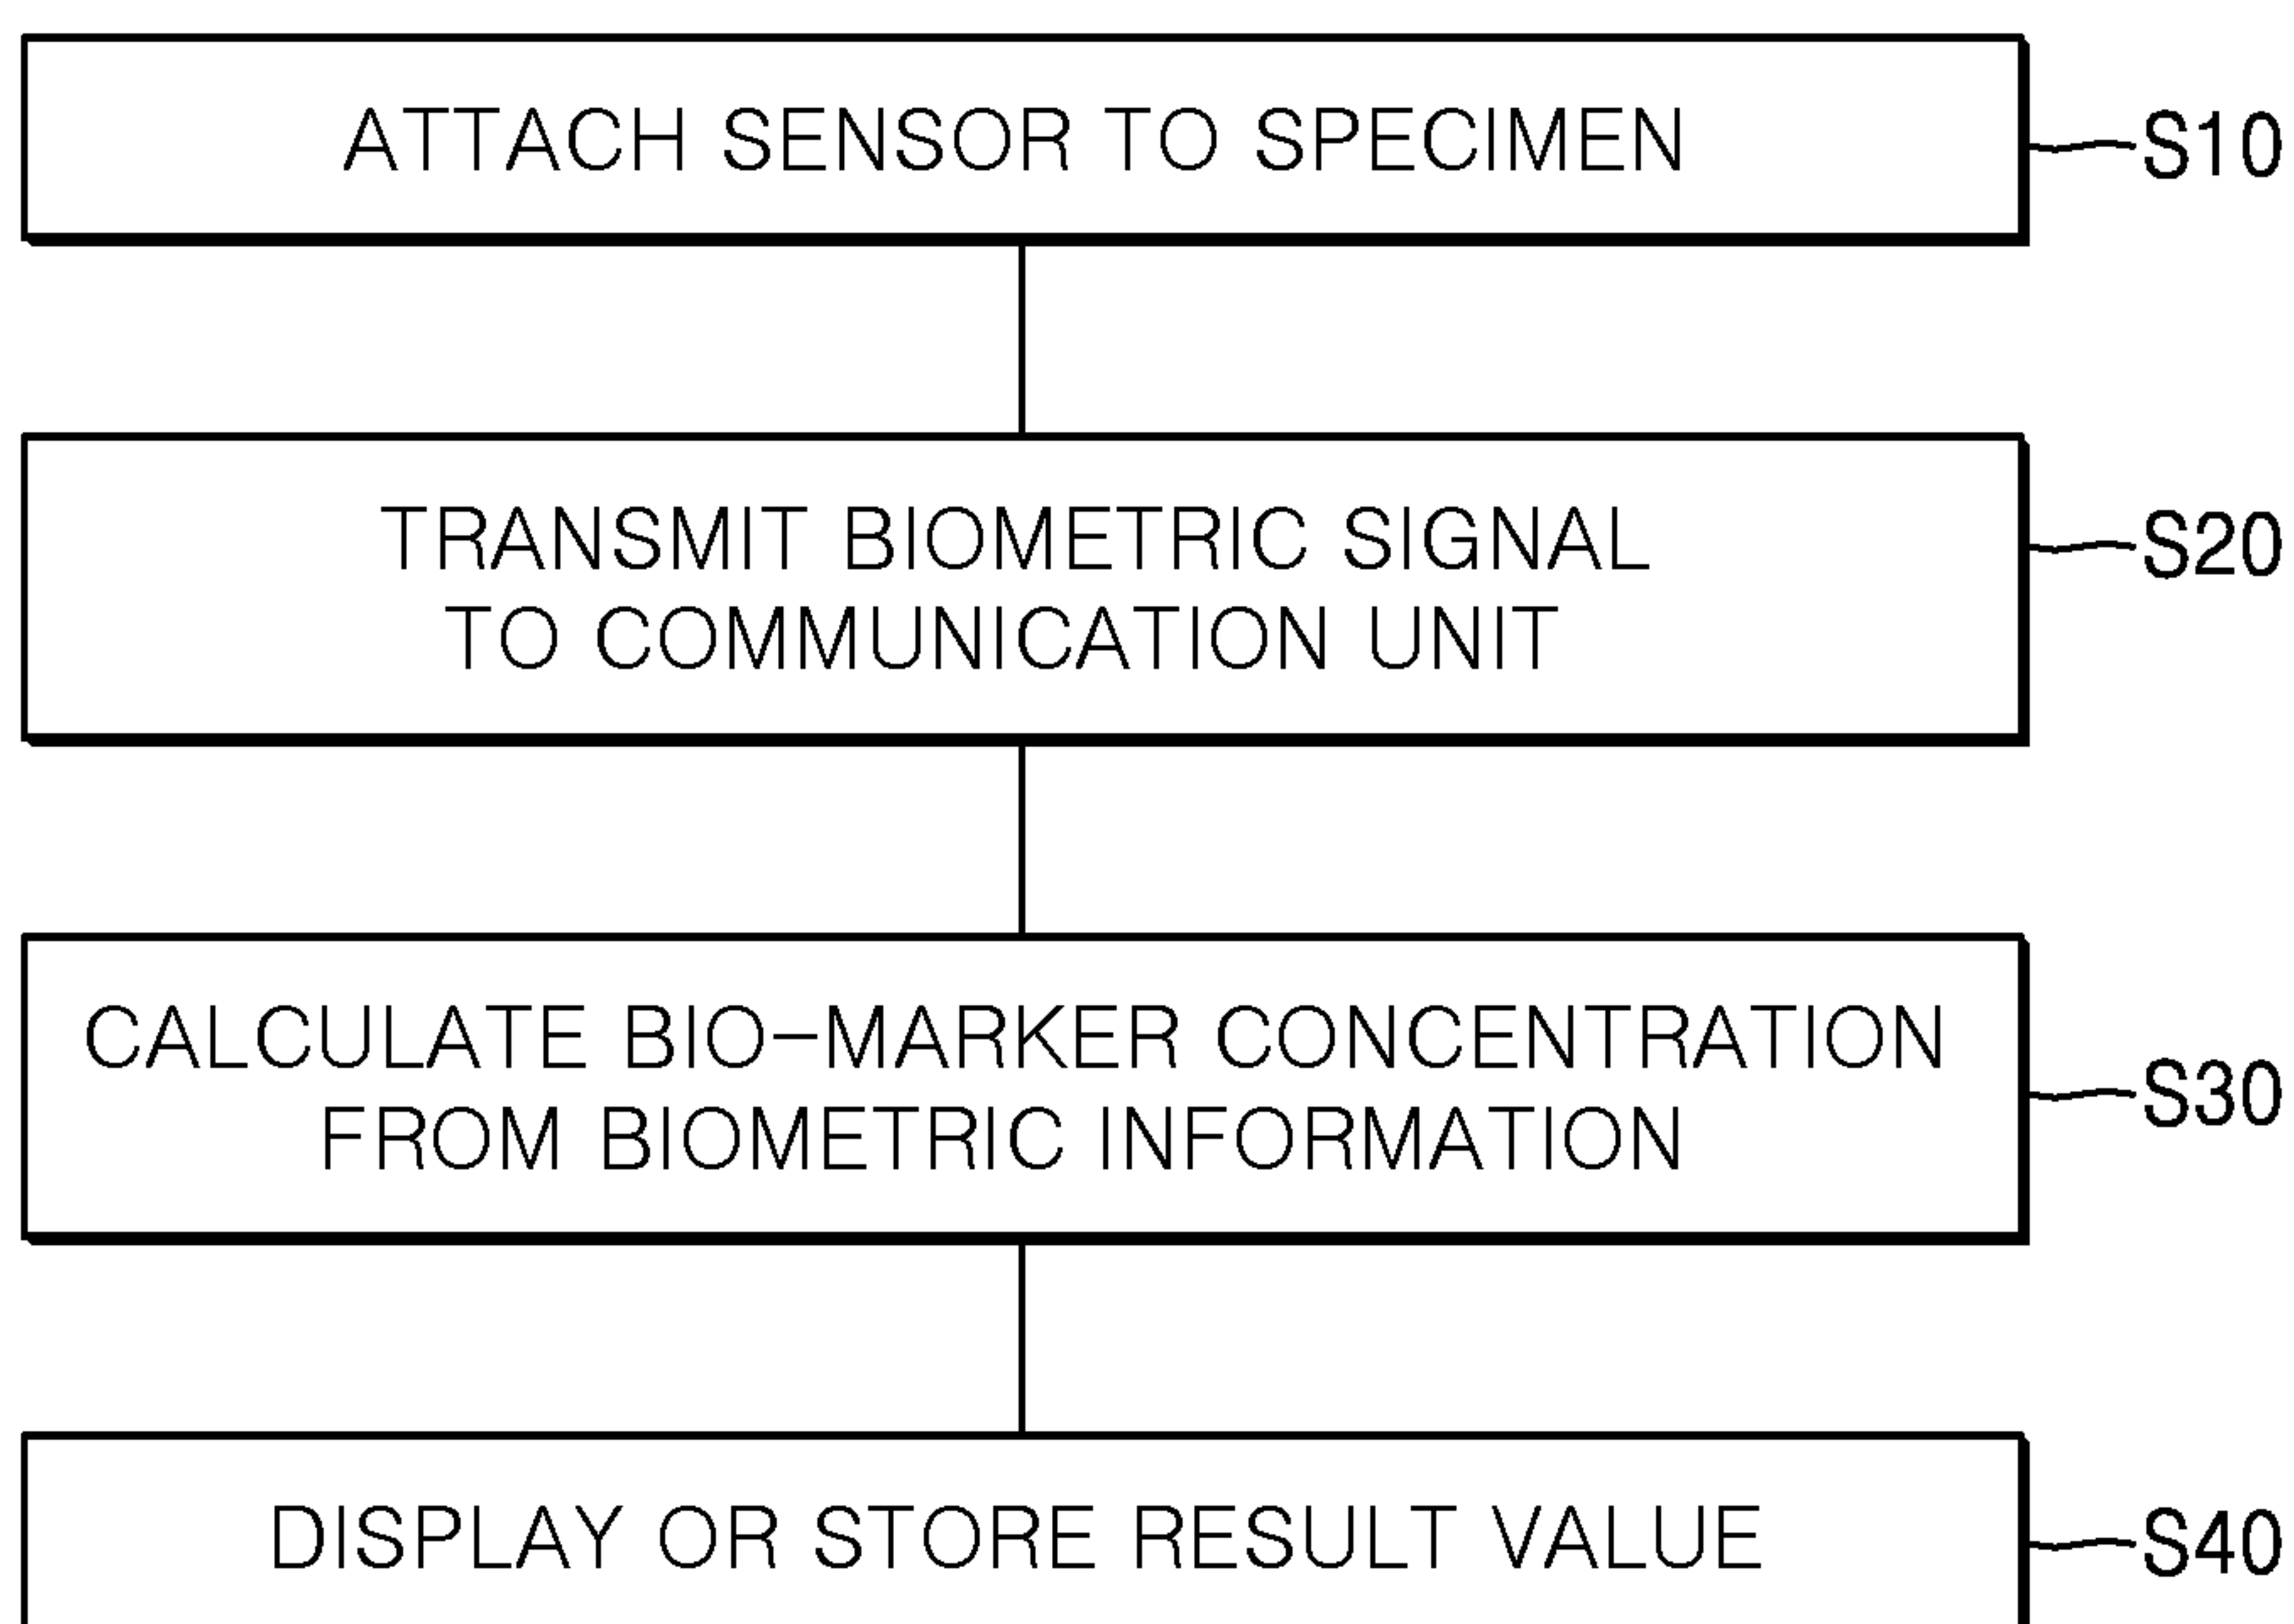 ATTACH SENSOR TO SPECIMEN
S10
TRANSMIT BIOMETRIC SIGNAL
TO COMMUNICATION UNIT
S20
CALCULATE BIO-MARKER CONCENTRATION
FROM BIOMETRIC INFORMATION
S30
DISPLAY OR STORE RESULT VALUE
S40